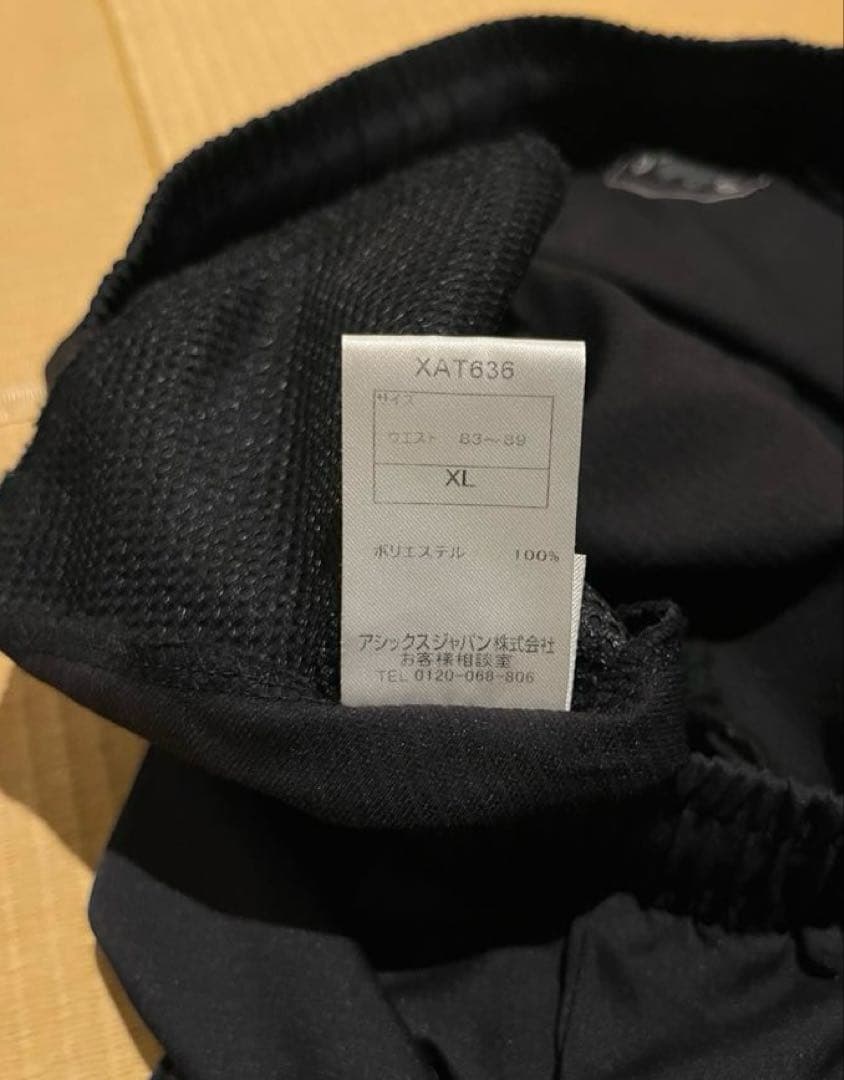 XAT636
サイズ
ウエスト 83~89
XL
ポリエステル 100%
アシックスジャパン株式会社
お客様相談室
TEL 0120-068-806